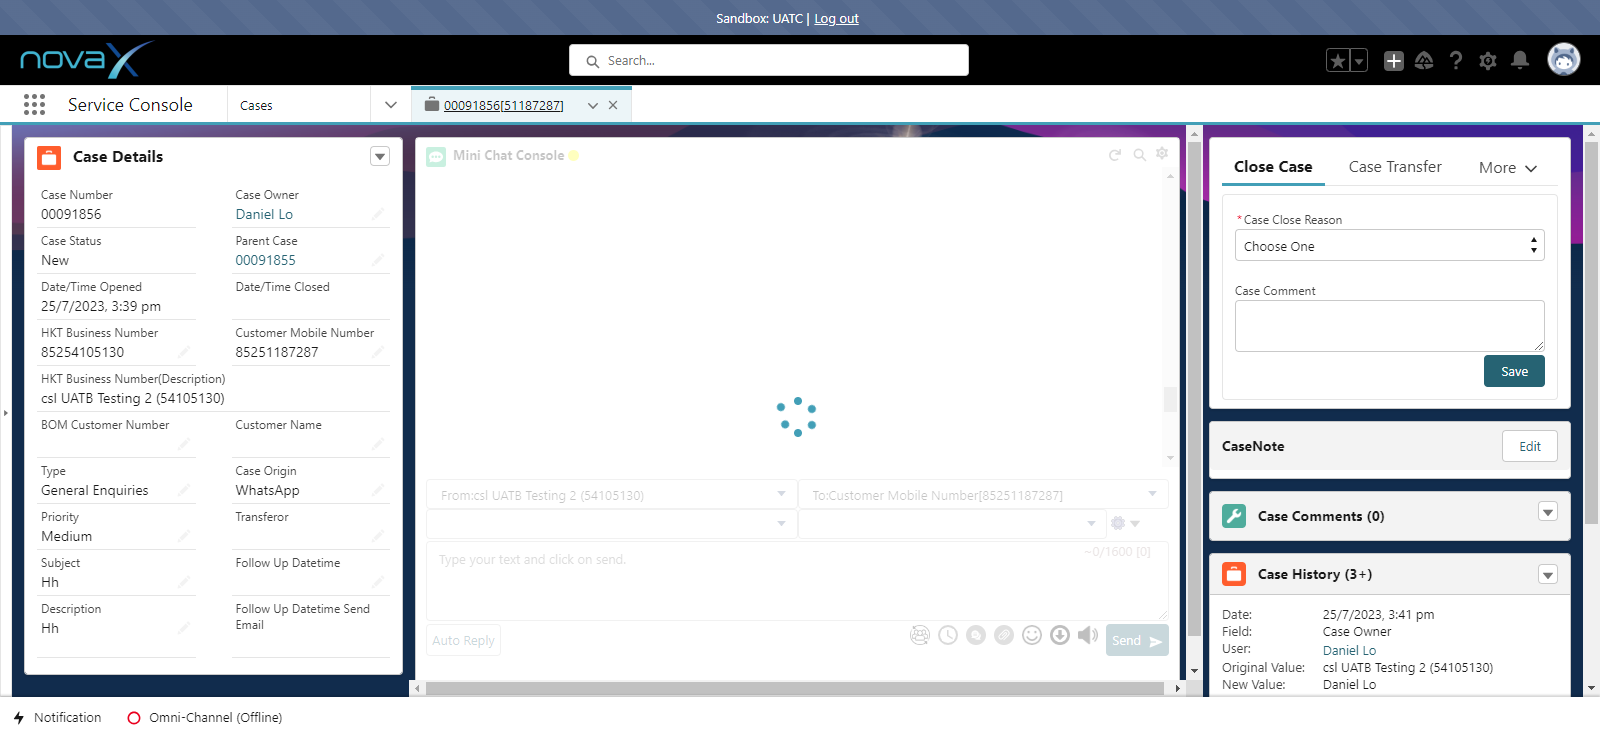 Sandbox: UATC | Log out
novaX
Search...
Service Console
Cases
00091856[51187287]
Case Details
Case Number
00091856
Case Owner
Daniel Lo
Case Status
New
Parent Case
00091855
Date/Time Opened
25/7/2023, 3:39 pm
Date/Time Closed
HKT Business Number
85254105130
Customer Mobile Number
85251187287
HKT Business Number(Description)
csl UATB Testing 2 (54105130)
BOM Customer Number
Customer Name
Type
General Enquiries
Case Origin
WhatsApp
Priority
Medium
Transferor
Subject
Hh
Follow Up Datetime
Description
Hh
Follow Up Datetime Send
Email
Mini Chat Console
From:csl UATB Testing 2 (54105130)
To:Customer Mobile Number[85251187287]
~0/1600 [0]
Type your text and click on send.
Auto Reply
Send
Close Case
Case Transfer
More
*Case Close Reason
Choose One
Case Comment
Save
CaseNote
Edit
Case Comments (0)
Case History (3+)
Date: 25/7/2023, 3:41 pm
Field: Case Owner
User: Daniel Lo
Original Value: csl UATB Testing 2 (54105130)
New Value: Daniel Lo
Notification
Omni-Channel (Offline)